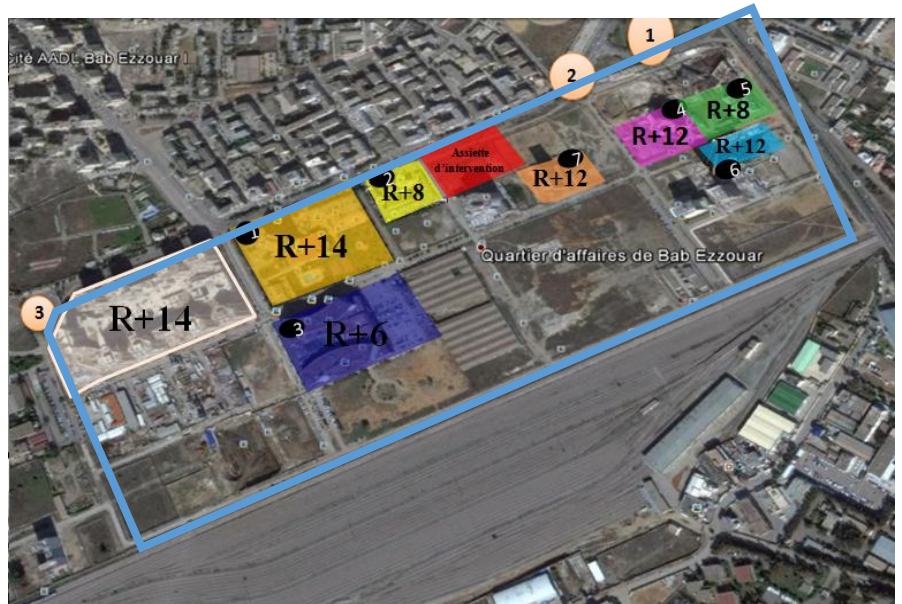 1
Cité AADL Bab Ezzouar I
2
5
4
R+8
R+12
R+12
6
Assiette
d'intervention
7
R+12
2
R+8
1
R+14
Quartier d'affaires de Bab Ezzouar
3
R+14
3
R+6